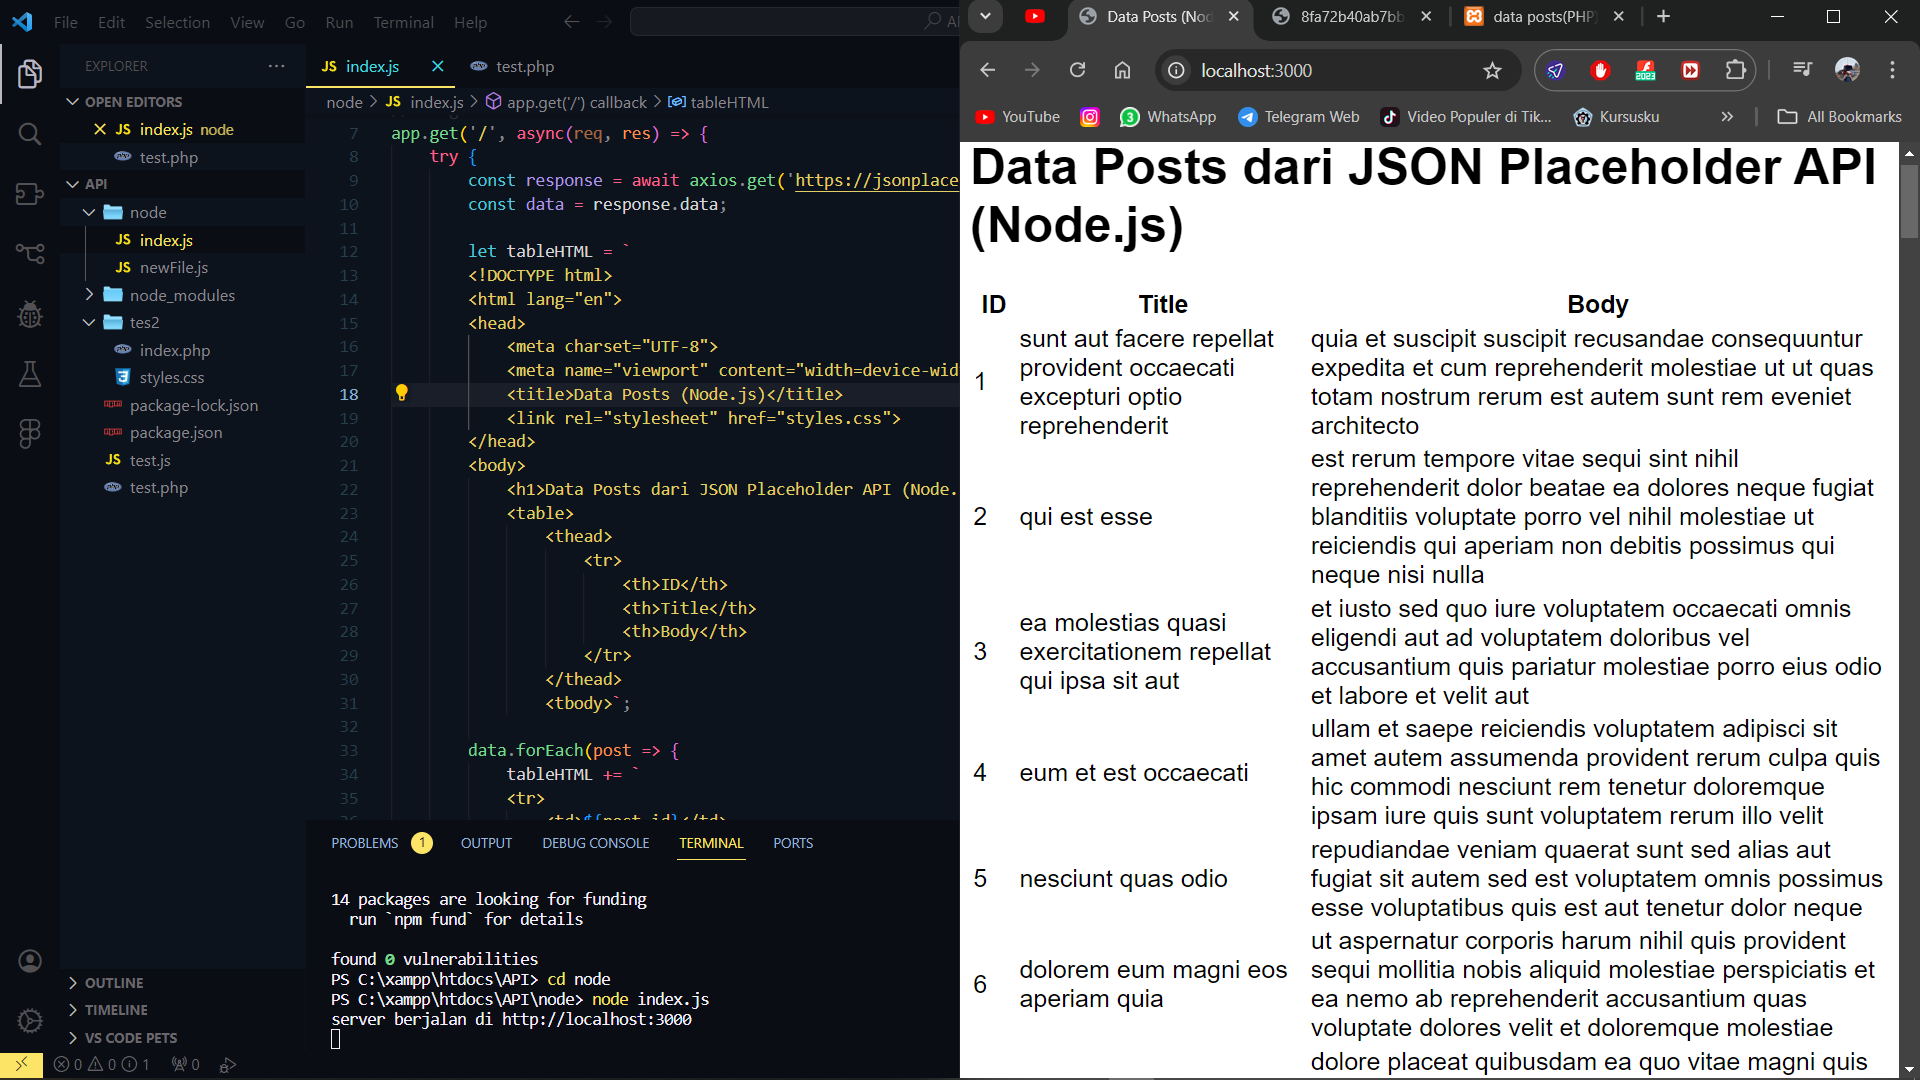 File Edit Selection View Go Run Terminal Help
EXPLORER
OPEN EDITORS
JS index.js node
test.php
API
node
JS index.js
JS newFile.js
node_modules
tes2
index.php
styles.css
package-lock.json
package.json
JS test.js
test.php
OUTLINE
TIMELINE
VS CODE PETS
0 0 1 0
JS index.js test.php
node > JS index.js > app.get('/') callback > tableHTML
7 app.get('/', async(req, res) => {
8 try {
9 const response = await axios.get('https://jsonplace
10 const data = response.data;
11
12 let tableHTML = `
13 <!DOCTYPE html>
14 <html lang="en">
15 <head>
16 <meta charset="UTF-8">
17 <meta name="viewport" content="width=device-wid
18 <title>Data Posts (Node.js)</title>
19 <link rel="stylesheet" href="styles.css">
20 </head>
21 <body>
22 <h1>Data Posts dari JSON Placeholder API (Node.
23 <table>
24 <thead>
25 <tr>
26 <th>ID</th>
27 <th>Title</th>
28 <th>Body</th>
29 </tr>
30 </thead>
31 <tbody>`;
32
33 data.forEach(post => {
34 tableHTML += `
35 <tr>
<td>${post.id}</td>
PROBLEMS 1 OUTPUT DEBUG CONSOLE TERMINAL PORTS
14 packages are looking for funding
run `npm fund` for details
found 0 vulnerabilities
PS C:\xampp\htdocs\API> cd node
PS C:\xampp\htdocs\API\node> node index.js
server berjalan di http://localhost:3000
Data Posts (Nod 8fa72b40ab7bb data posts(PHP)
localhost:3000
2023
YouTube 3 WhatsApp Telegram Web Video Populer di Tik... Kursusku All Bookmarks
Data Posts dari JSON Placeholder API
(Node.js)
ID Title Body
1
sunt aut facere repellat
provident occaecati
excepturi optio
reprehenderit
quia et suscipit suscipit recusandae consequuntur
expedita et cum reprehenderit molestiae ut ut quas
totam nostrum rerum est autem sunt rem eveniet
architecto
2
qui est esse
est rerum tempore vitae sequi sint nihil
reprehenderit dolor beatae ea dolores neque fugiat
blanditiis voluptate porro vel nihil molestiae ut
reiciendis qui aperiam non debitis possimus qui
neque nisi nulla
3
ea molestias quasi
exercitationem repellat
qui ipsa sit aut
et iusto sed quo iure voluptatem occaecati omnis
eligendi aut ad voluptatem doloribus vel
accusantium quis pariatur molestiae porro eius odio
et labore et velit aut
4
eum et est occaecati
ullam et saepe reiciendis voluptatem adipisci sit
amet autem assumenda provident rerum culpa quis
hic commodi nesciunt rem tenetur doloremque
ipsam iure quis sunt voluptatem rerum illo velit
5
nesciunt quas odio
repudiandae veniam quaerat sunt sed alias aut
fugiat sit autem sed est voluptatem omnis possimus
esse voluptatibus quis est aut tenetur dolor neque
6
dolorem eum magni eos
aperiam quia
ut aspernatur corporis harum nihil quis provident
sequi mollitia nobis aliquid molestiae perspiciatis et
ea nemo ab reprehenderit accusantium quas
voluptate dolores velit et doloremque molestiae
dolore placeat quibusdam ea quo vitae magni quis